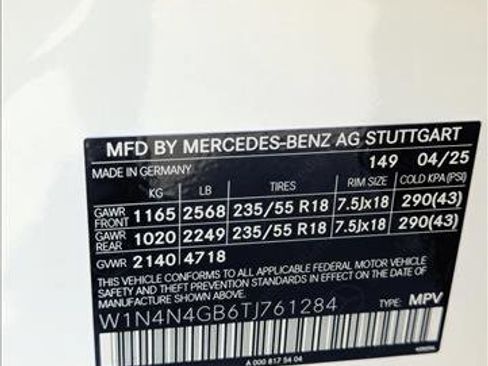 MFD BY MERCEDES-BENZ AG STUTTGART
MADE IN GERMANY 149 04/25
KG LB TIRES RIM SIZE COLD KPA(PSI)
GAWR FRONT 1165 2568 235/55 R18 7.5Jx18 290(43)
GAWR REAR 1020 2249 235/55 R18 7.5Jx18 290(43)
GVWR 2140 4718
THIS VEHICLE CONFORMS TO ALL APPLICABLE FEDERAL MOTOR VEHICLE
SAFETY AND THEFT PREVENTION STANDARDS IN EFFECT ON THE DATE OF
MANUFACTURE SHOWN ABOVE.
W1N4N4GB6TJ761284 TYPE: MPV
A 000 817 54 04